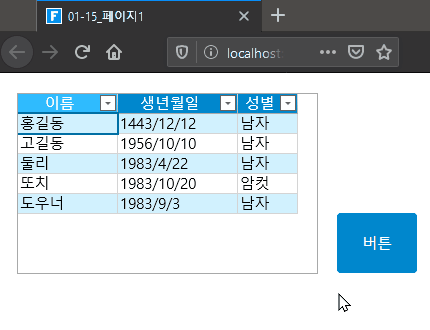 F 01-15_페이지1
localhost
이름 생년월일 성별
홍길동 1443/12/12 남자
고길동 1956/10/10 남자
둘리 1983/4/22 남자
또치 1983/10/20 암컷
도우너 1983/9/3 남자
버튼